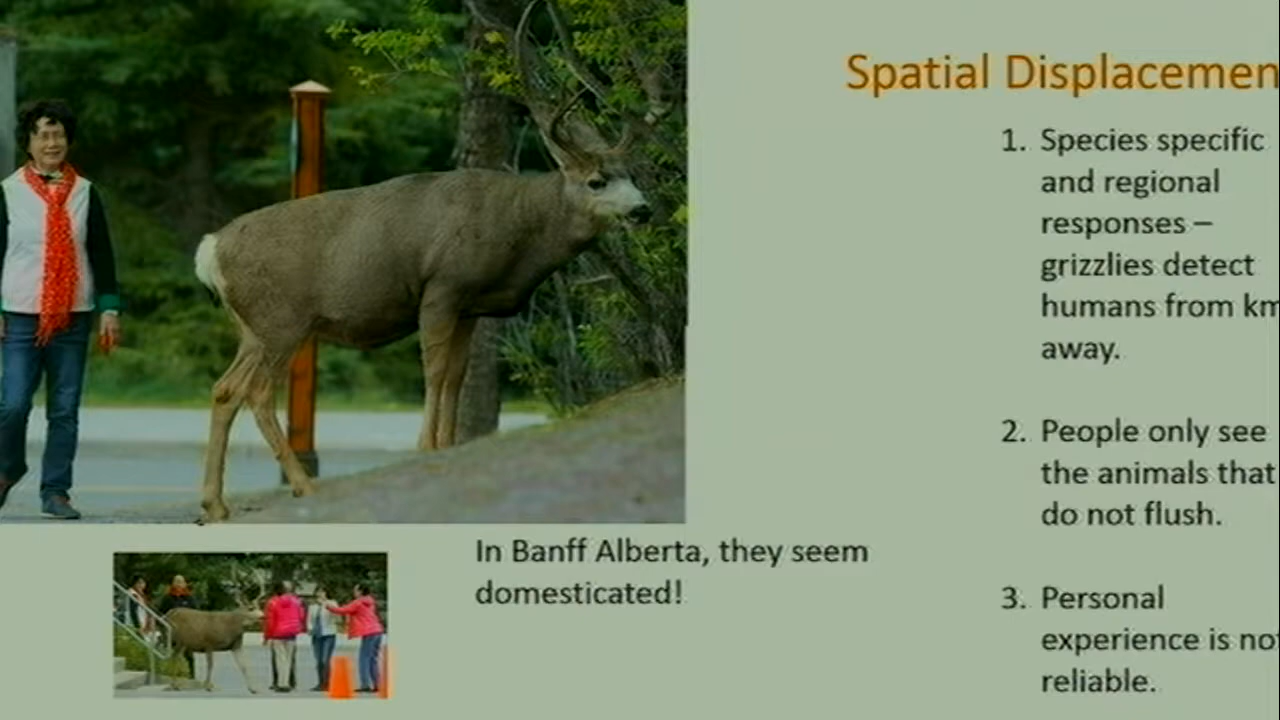 Spatial Displacemen
1. Species specific
and regional
responses –
grizzlies detect
humans from km
away.
2. People only see
the animals that
do not flush.
3. Personal
experience is no
reliable.
In Banff Alberta, they seem
domesticated!